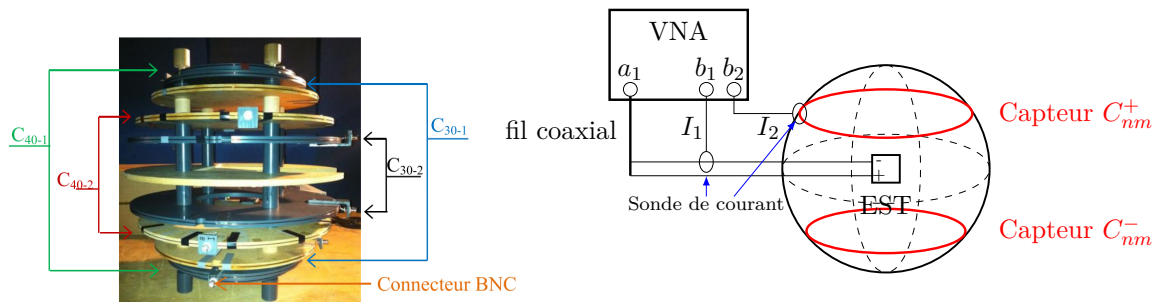 C40-1
C40-2
C30-1
C30-2
Connecteur BNC
VNA
a1
b1
b2
fil coaxial
I1
I2
Sonde de courant
-
+
EST
Capteur C+nm
Capteur C−nm